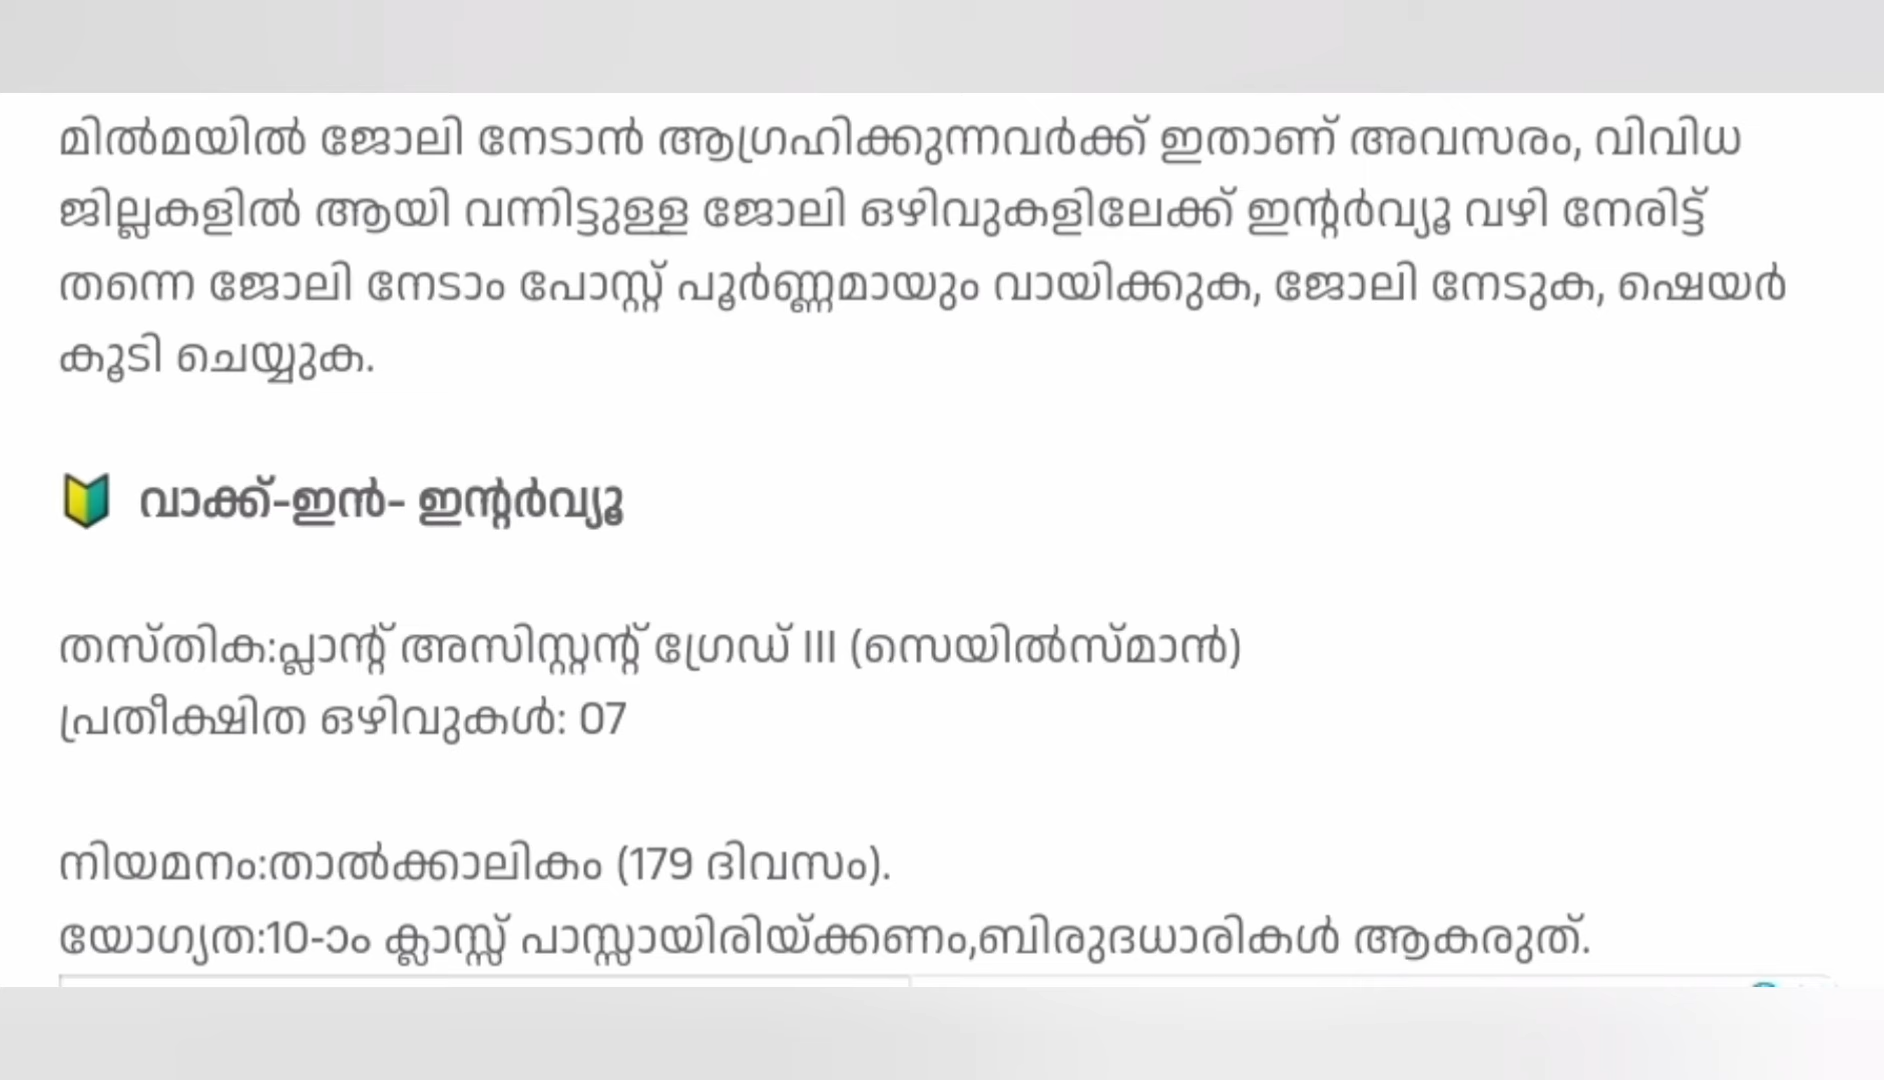 മിൽമയിൽ ജോലി നേടാൻ ആഗ്രഹിക്കുന്നവർക്ക് ഇതാണ് അവസരം, വിവിധ
ജില്ലകളിൽ ആയി വന്നിട്ടുള്ള ജോലി ഒഴിവുകളിലേക്ക് ഇന്റർവ്യൂ വഴി നേരിട്ട്
തന്നെ ജോലി നേടാം പോസ്റ്റ് പൂർണ്ണമായും വായിക്കുക, ജോലി നേടുക, ഷെയർ
കൂടി ചെയ്യുക.
🔰 വാക്ക്-ഇൻ- ഇന്റർവ്യൂ
തസ്തിക:പ്ലാന്റ് അസിസ്റ്റന്റ് ഗ്രേഡ് III (സെയിൽസ്മാൻ)
പ്രതീക്ഷിത ഒഴിവുകൾ: 07
നിയമനം:താൽക്കാലികം (179 ദിവസം).
യോഗ്യത:10-ാം ക്ലാസ്സ് പാസ്സായിരിയ്ക്കണം,ബിരുദധാരികൾ ആകരുത്.